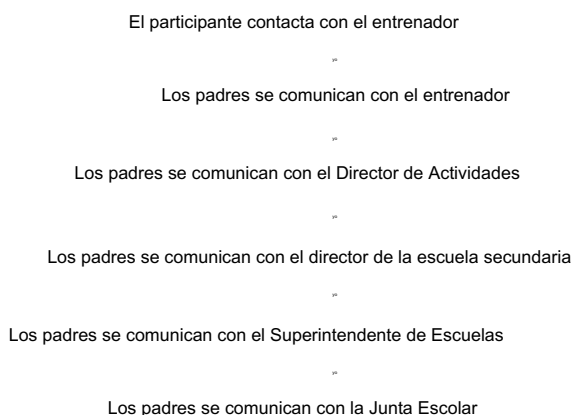 El participante contacta con el entrenador
yo
Los padres se comunican con el entrenador
yo
Los padres se comunican con el Director de Actividades
yo
Los padres se comunican con el director de la escuela secundaria
yo
Los padres se comunican con el Superintendente de Escuelas
yo
Los padres se comunican con la Junta Escolar